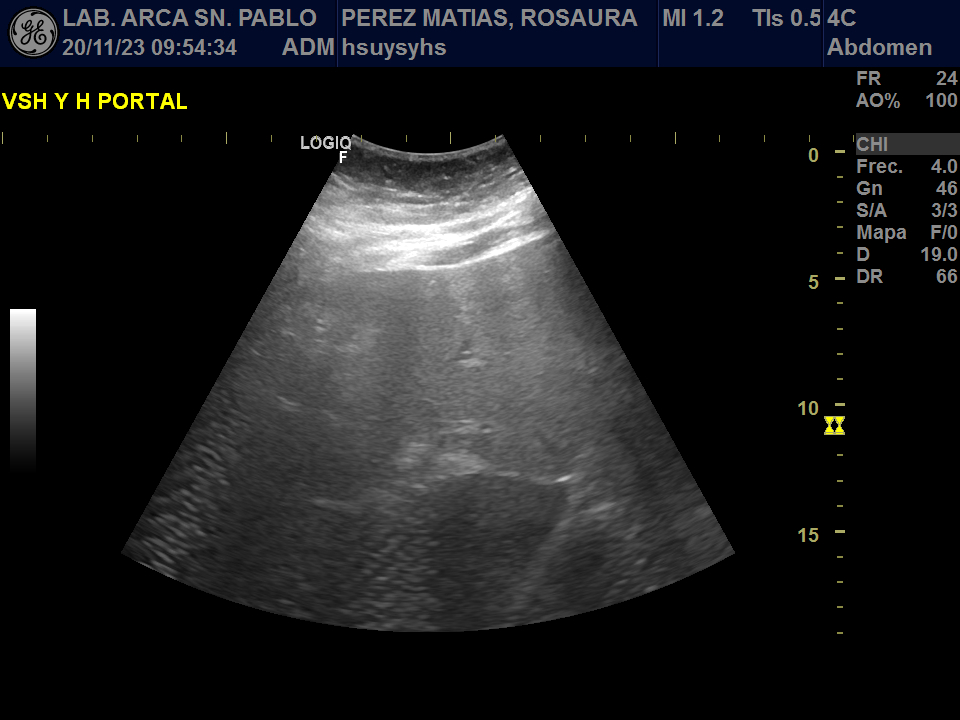 LAB. ARCA SN. PABLO PEREZ MATIAS, ROSAURA MI 1.2 TIs 0.5 4C
20/11/23 09:54:34 ADM hsuysyhs Abdomen
VSH Y H PORTAL
FR 24
AO% 100
LOGIQ
F
CHI
Frec. 4.0
Gn 46
S/A 3/3
Mapa F/0
D 19.0
DR 66
0
5
10
15